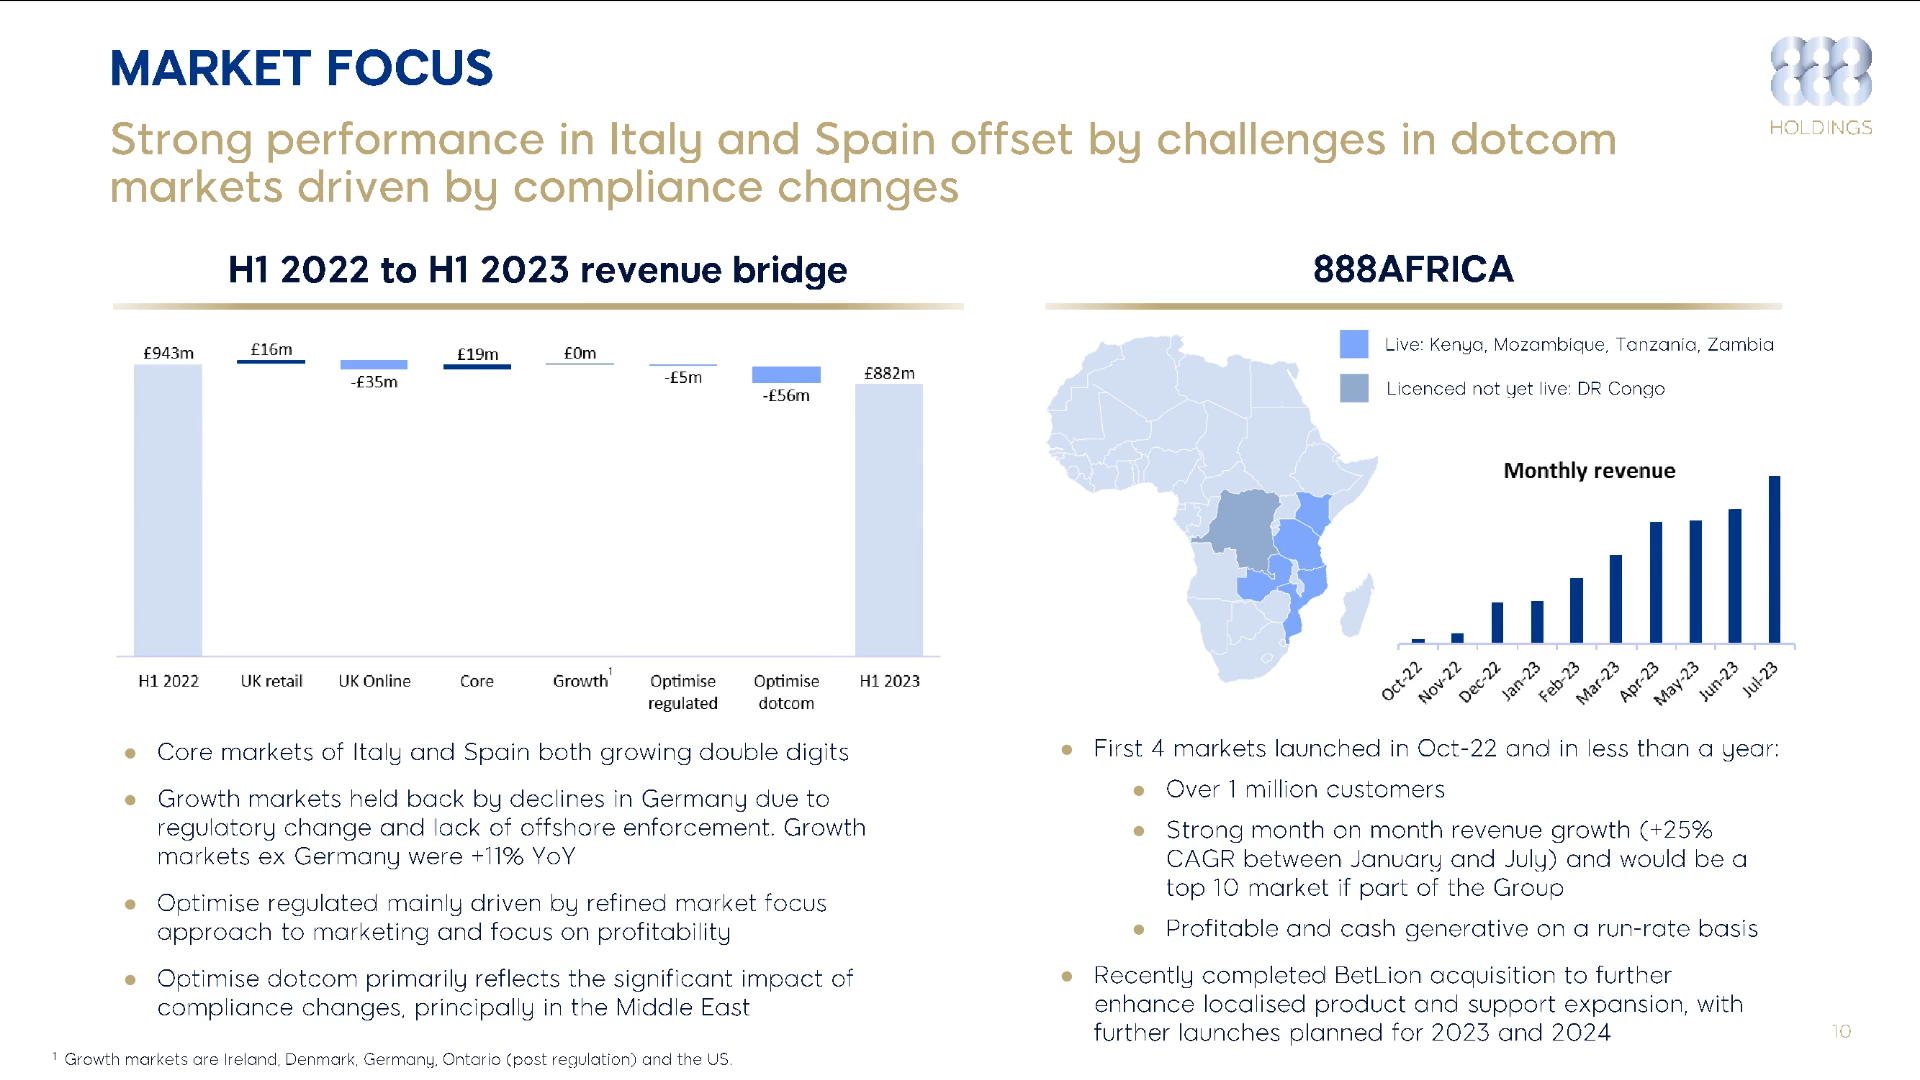 MARKET FOCUS
Strong performance in Italy and Spain offset by challenges in dotcom
markets driven by compliance changes
888
HOLDINGS
H1 2022 to H1 2023 revenue bridge
£943m
£16m
-£35m
£19m
£0m
-£5m
-£56m
£882m
H1 2022
UK retail
UK Online
Core
Growth¹
Optimise
regulated
Optimise
dotcom
H1 2023
● Core markets of Italy and Spain both growing double digits
● Growth markets held back by declines in Germany due to
regulatory change and lack of offshore enforcement. Growth
markets ex Germany were +11% YoY
● Optimise regulated mainly driven by refined market focus
approach to marketing and focus on profitability
● Optimise dotcom primarily reflects the significant impact of
compliance changes, principally in the Middle East
¹ Growth markets are Ireland, Denmark, Germany, Ontario (post regulation) and the US.
888AFRICA
Live: Kenya, Mozambique, Tanzania, Zambia
Licenced not yet live: DR Congo
Monthly revenue
Oct-22
Nov-22
Dec-22
Jan-23
Feb-23
Mar-23
Apr-23
May-23
Jun-23
Jul-23
● First 4 markets launched in Oct-22 and in less than a year:
● Over 1 million customers
● Strong month on month revenue growth (+25%
CAGR between January and July) and would be a
top 10 market if part of the Group
● Profitable and cash generative on a run-rate basis
● Recently completed BetLion acquisition to further
enhance localised product and support expansion, with
further launches planned for 2023 and 2024
10